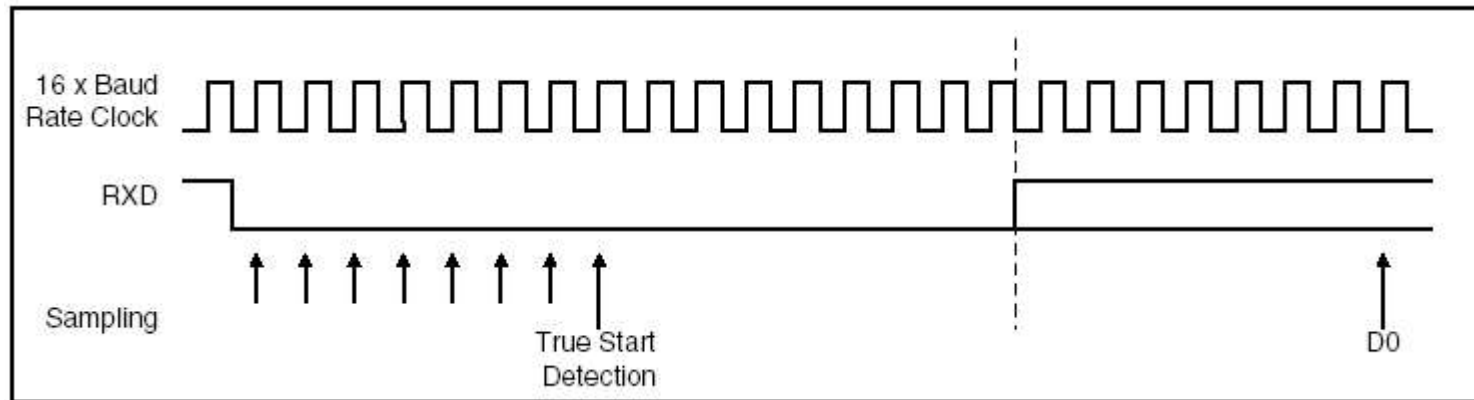 16 x Baud
Rate Clock
RXD
Sampling
True Start
Detection
D0